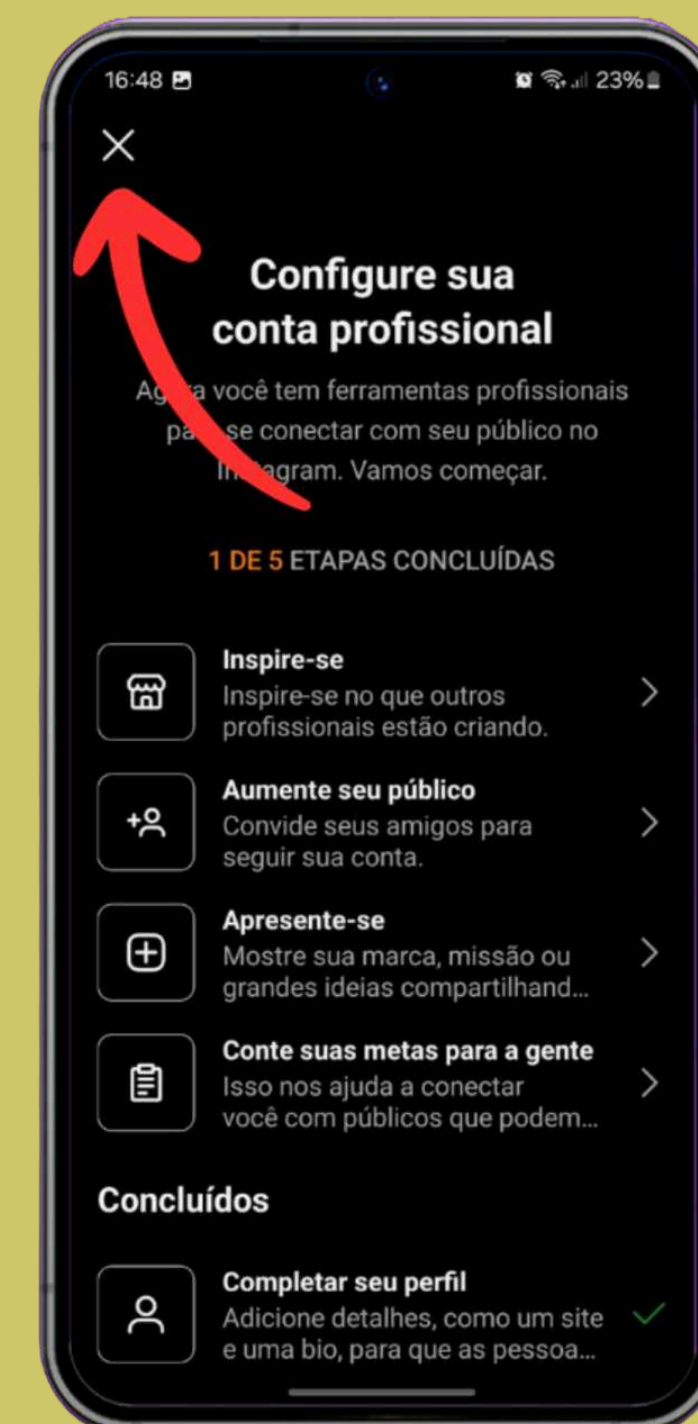 16:48 23%
Configure sua
conta profissional
você tem ferramentas profissionais
se conectar com seu público no
Vamos começar.
1 DE 5 ETAPAS CONCLUÍDAS
Inspire-se
Inspire-se no que outros
profissionais estão criando.
Aumente seu público
Convide seus amigos para
seguir sua conta.
Apresente-se
Mostre sua marca, missão ou
grandes ideias compartilhand...
Conte suas metas para a gente
Isso nos ajuda a conectar
você com públicos que podem...
Concluídos
Completar seu perfil
Adicione detalhes, como um site
e uma bio, para que as pessoa...